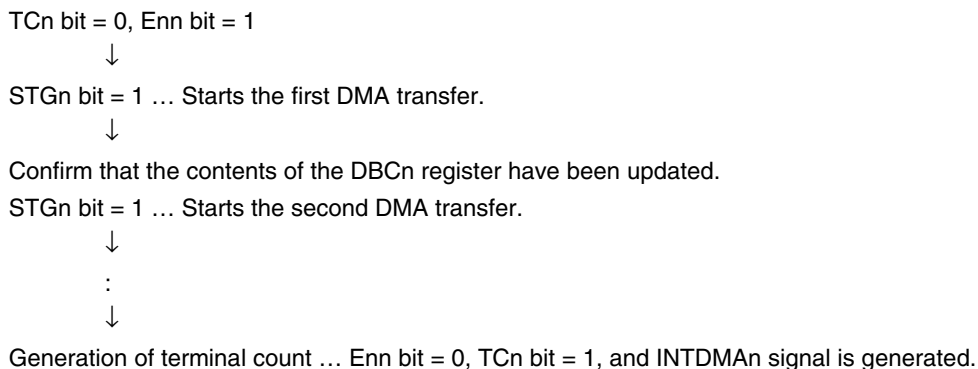 TCn bit = 0, Enn bit = 1
↓
STGn bit = 1 … Starts the first DMA transfer.
↓
Confirm that the contents of the DBCn register have been updated.
STGn bit = 1 … Starts the second DMA transfer.
↓
:
↓
Generation of terminal count … Enn bit = 0, TCn bit = 1, and INTDMAn signal is generated.